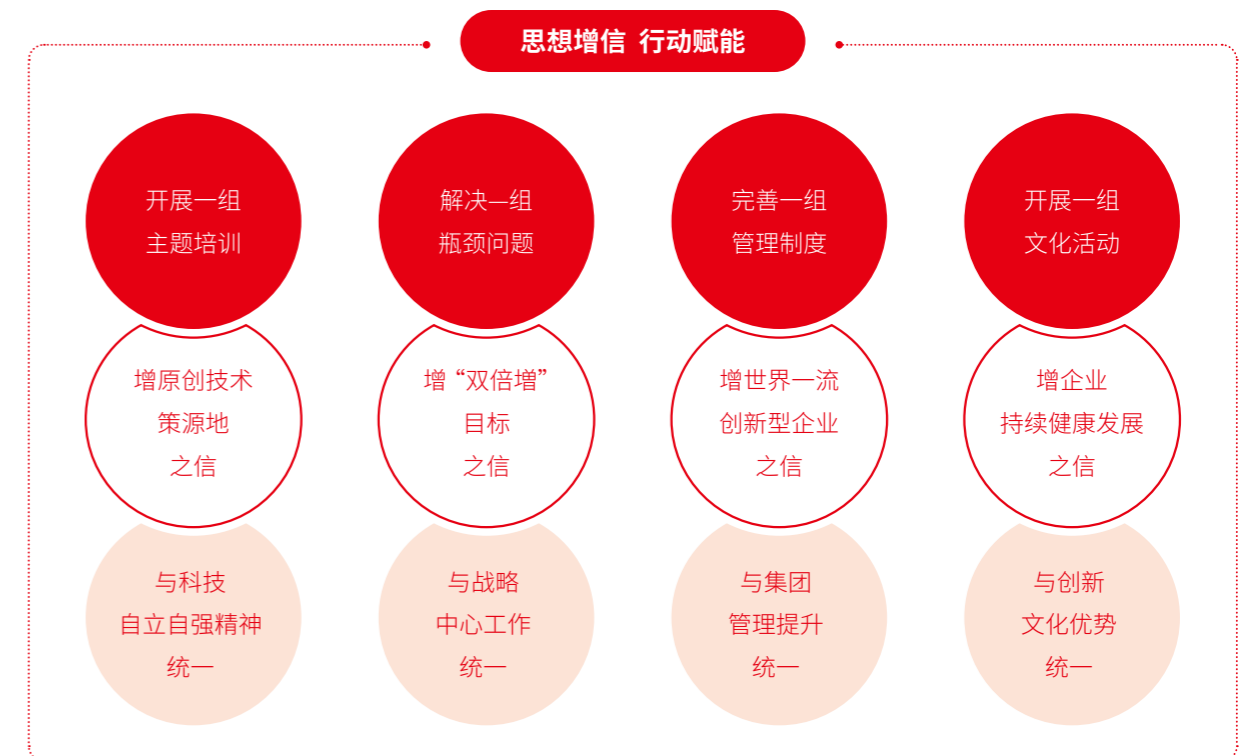 思想增信 行动赋能
开展一组
主题培训
增原创技术
策源地
之信
与科技
自立自强精神
统一
解决—组
瓶颈问题
增“双倍增”
目标
之信
与战略
中心工作
统一
完善一组
管理制度
增世界一流
创新型企业
之信
与集团
管理提升
统一
开展一组
文化活动
增企业
持续健康发展
之信
与创新
文化优势
统一